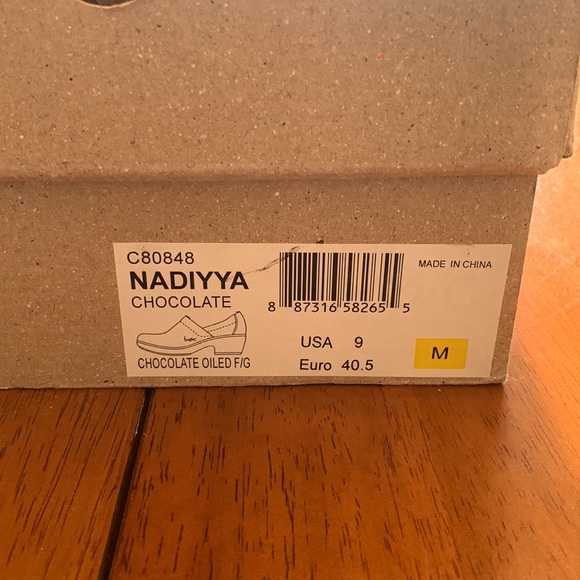 C80848
NADIYYA
CHOCOLATE
b.o.c
CHOCOLATE OILED F/G
8 87316 58265 5
MADE IN CHINA
USA 9
Euro 40.5
M